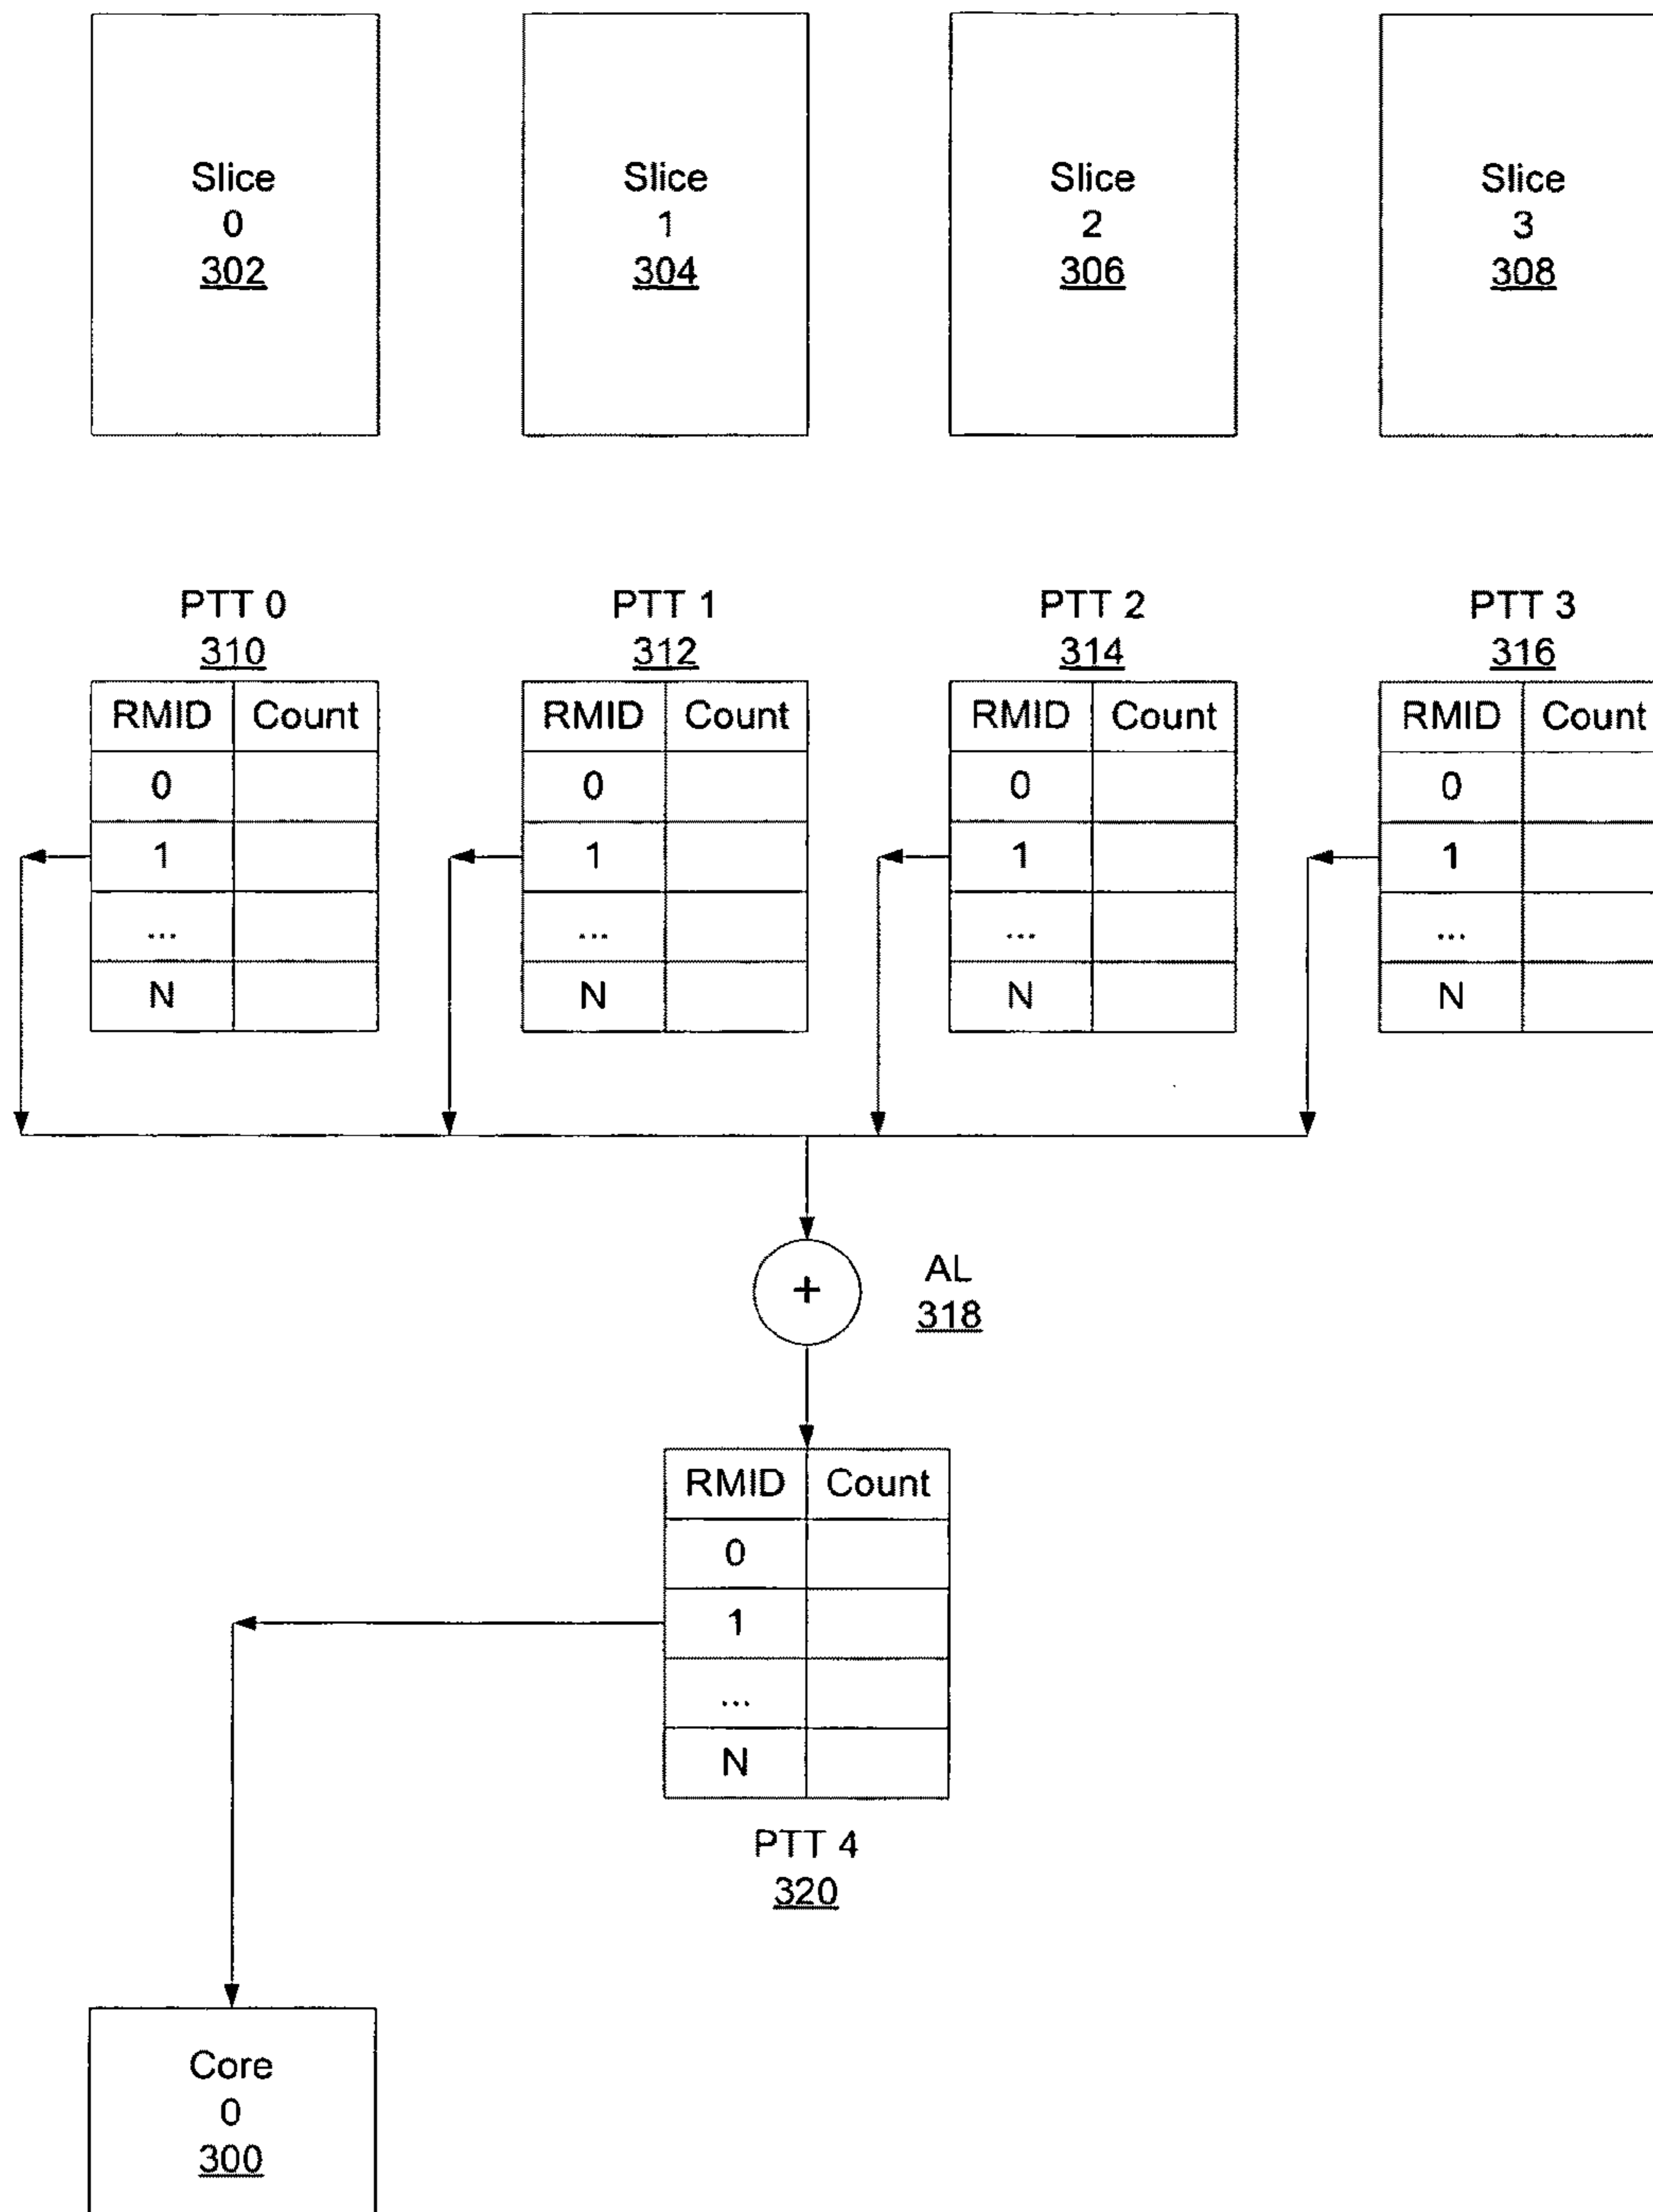 Slice
0
302
Slice
1
304
Slice
2
306
Slice
3
308
PTT 0
310
RMID Count
0
1
...
N
PTT 1
312
RMID Count
0
1
...
N
PTT 2
314
RMID Count
0
1
...
N
PTT 3
316
RMID Count
0
1
...
N
+
AL
318
RMID Count
0
1
...
N
PTT 4
320
Core
0
300